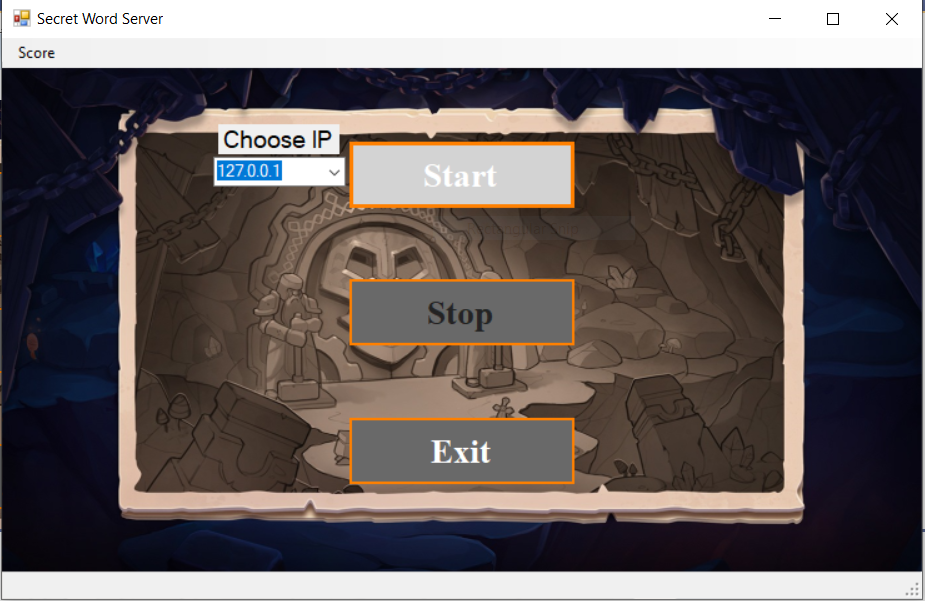 Secret Word Server
Score
Choose IP
127.0.0.1
Start
Stop
Exit